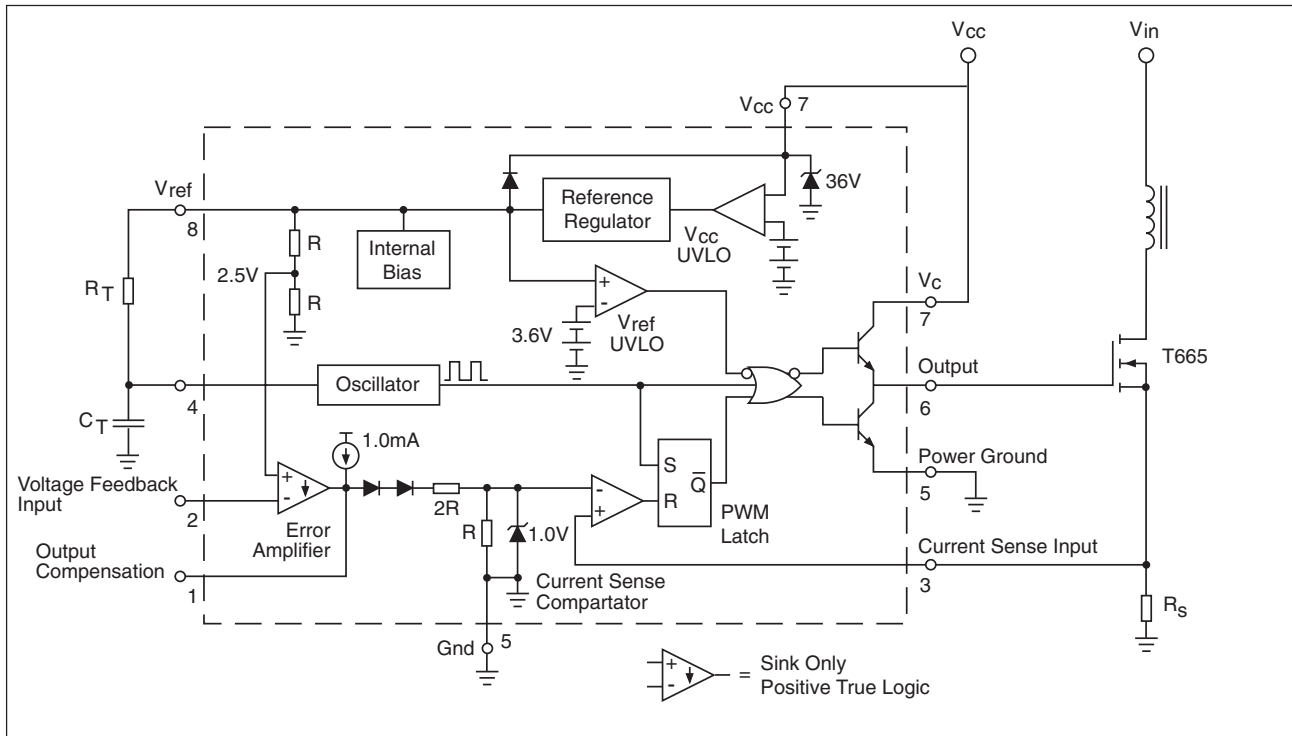 Vcc
Vin
Vcc
7
Vref
8
36V
Reference
Regulator
Vcc
UVLO
R
Internal
Bias
2.5V
R
RT
+
-
3.6V
Vref
UVLO
Vc
7
T665
Oscillator
4
CT
Output
6
1.0mA
Voltage Feedback
Input
2
+
-
Error
Amplifier
2R
R
1.0V
-
+
S
R
Q̅
PWM
Latch
Power Ground
5
Output
Compensation
1
Current Sense
Compartator
Current Sense Input
3
Rs
Gnd
5
+
-
= Sink Only
Positive True Logic